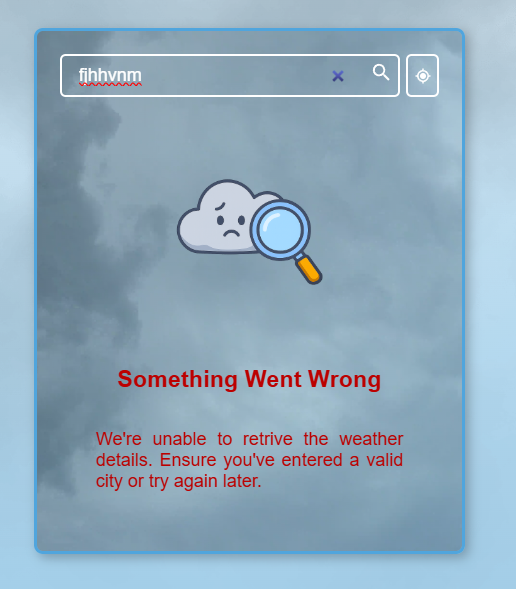 fjhhvnm
Something Went Wrong
We're unable to retrive the weather
details. Ensure you've entered a valid
city or try again later.